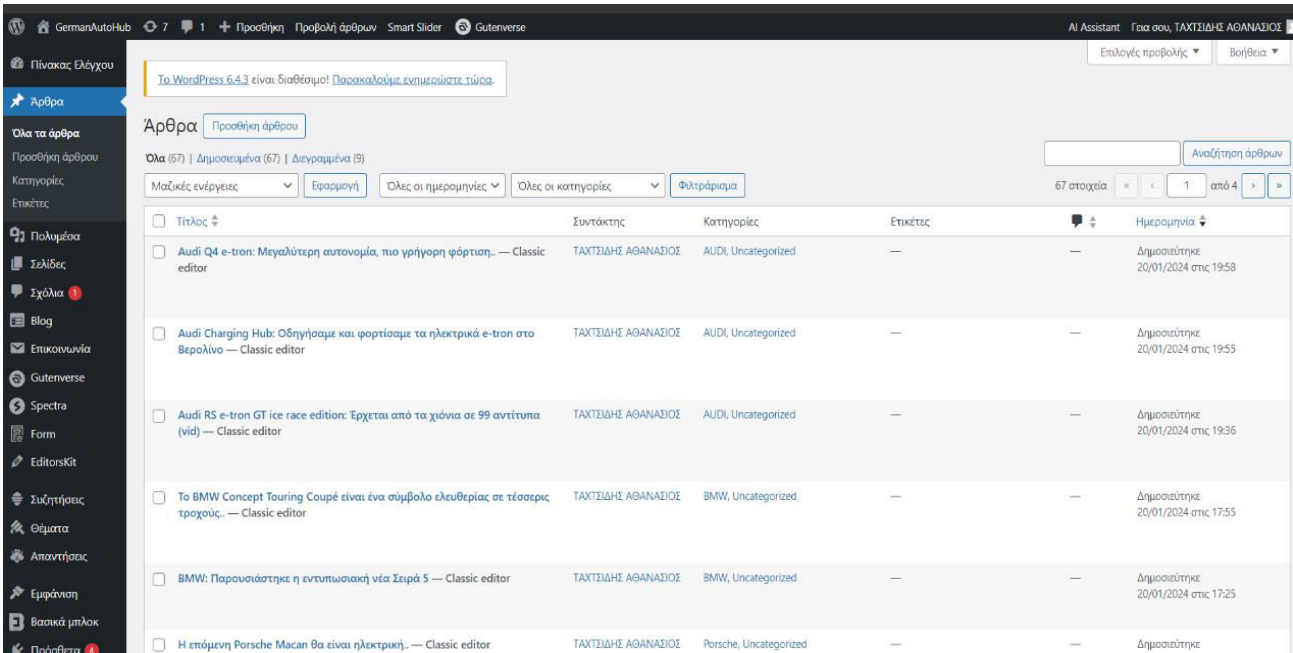 GermanAutoHub 7 1 + Προσθήκη Προβολή άρθρων Smart Slider Gutenverse AI Assistant Γεια σου, ΤΑΧΤΣΙΔΗΣ ΑΘΑΝΑΣΙΟΣ
Επιλογές προβολής ▼ Βοήθεια ▼
Πίνακας Ελέγχου
Το WordPress 6.4.3 είναι διαθέσιμο! Παρακαλούμε ενημερώστε τώρα.
Άρθρα
Όλα τα άρθρα
Προσθήκη άρθρου
Κατηγορίες
Ετικέτες
Πολυμέσα
Σελίδες
Σχόλια 1
Blog
Επικοινωνία
Gutenverse
Spectra
Form
EditorsKit
Συζητήσεις
Θέματα
Απαντήσεις
Εμφάνιση
Βασικά μπλοκ
Πρόσθετα 4
Άρθρα Προσθήκη άρθρου
Όλα (67) | Δημοσιευμένα (67) | Διεγραμμένα (9)
Αναζήτηση άρθρων
Μαζικές ενέργειες Εφαρμογή Όλες οι ημερομηνίες Όλες οι κατηγορίες Φιλτράρισμα 67 στοιχεία « ‹ 1 από 4 › »
Τίτλος Συντάκτης Κατηγορίες Ετικέτες Ημερομηνία
Audi Q4 e-tron: Μεγαλύτερη αυτονομία, πιο γρήγορη φόρτιση.. — Classic ΤΑΧΤΣΙΔΗΣ ΑΘΑΝΑΣΙΟΣ AUDI, Uncategorized — — Δημοσιεύτηκε
editor 20/01/2024 στις 19:58
Audi Charging Hub: Οδηγήσαμε και φορτίσαμε τα ηλεκτρικά e-tron στο ΤΑΧΤΣΙΔΗΣ ΑΘΑΝΑΣΙΟΣ AUDI, Uncategorized — — Δημοσιεύτηκε
Βερολίνο — Classic editor 20/01/2024 στις 19:55
Audi RS e-tron GT ice race edition: Έρχεται από τα χιόνια σε 99 αντίτυπα ΤΑΧΤΣΙΔΗΣ ΑΘΑΝΑΣΙΟΣ AUDI, Uncategorized — — Δημοσιεύτηκε
(vid) — Classic editor 20/01/2024 στις 19:36
Το BMW Concept Touring Coupé είναι ένα σύμβολο ελευθερίας σε τέσσερις ΤΑΧΤΣΙΔΗΣ ΑΘΑΝΑΣΙΟΣ BMW, Uncategorized — — Δημοσιεύτηκε
τροχούς.. — Classic editor 20/01/2024 στις 17:55
BMW: Παρουσιάστηκε η εντυπωσιακή νέα Σειρά 5 — Classic editor ΤΑΧΤΣΙΔΗΣ ΑΘΑΝΑΣΙΟΣ BMW, Uncategorized — — Δημοσιεύτηκε
20/01/2024 στις 17:25
Η επόμενη Porsche Macan θα είναι ηλεκτρική.. — Classic editor ΤΑΧΤΣΙΔΗΣ ΑΘΑΝΑΣΙΟΣ Porsche, Uncategorized — — Δημοσιεύτηκε